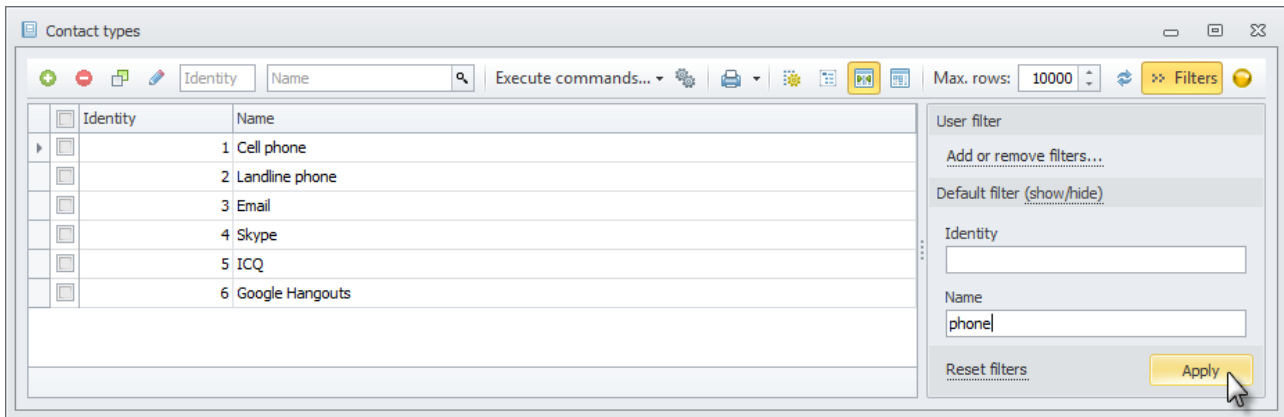 Contact types
Identity Name Execute commands... Max. rows: 10000 Filters
Identity Name
1 Cell phone
2 Landline phone
3 Email
4 Skype
5 ICQ
6 Google Hangouts
User filter
Add or remove filters...
Default filter (show/hide)
Identity
Name
phone
Reset filters Apply